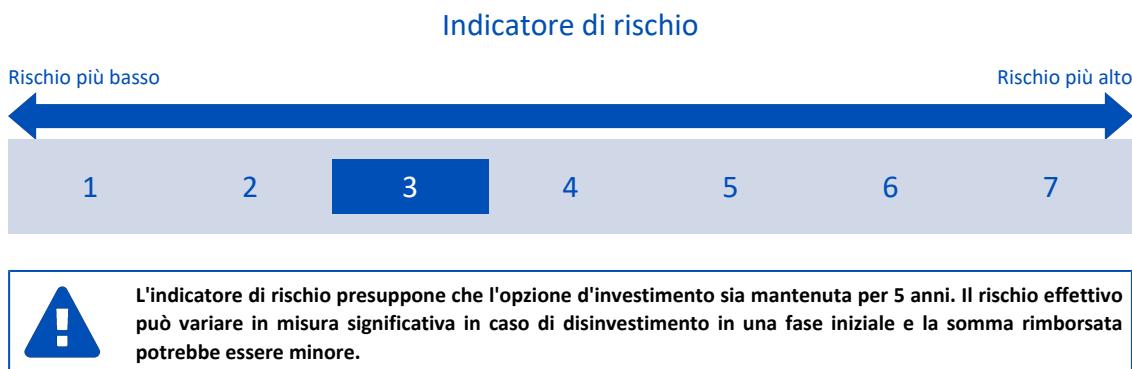 Indicatore di rischio
Rischio più basso
Rischio più alto
1 2 3 4 5 6 7
L'indicatore di rischio presuppone che l'opzione d'investimento sia mantenuta per 5 anni. Il rischio effettivo
può variare in misura significativa in caso di disinvestimento in una fase iniziale e la somma rimborsata
potrebbe essere minore.